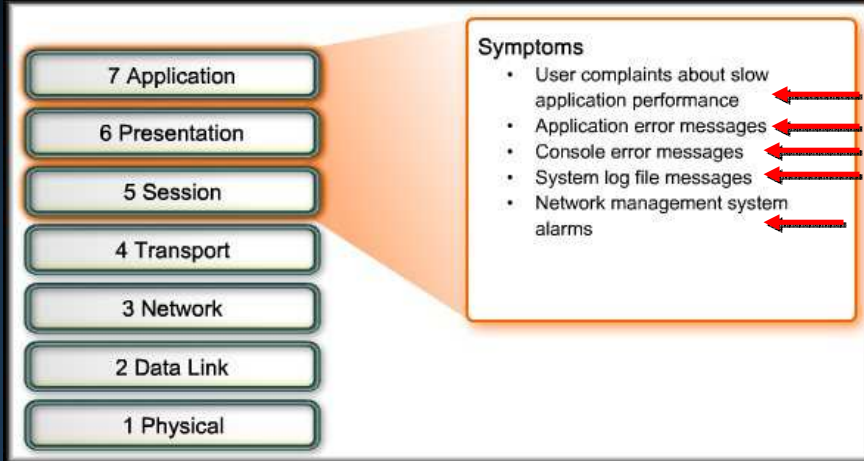 7 Application
6 Presentation
5 Session
4 Transport
3 Network
2 Data Link
1 Physical
Symptoms
• User complaints about slow
application performance
• Application error messages
• Console error messages
• System log file messages
• Network management system
alarms